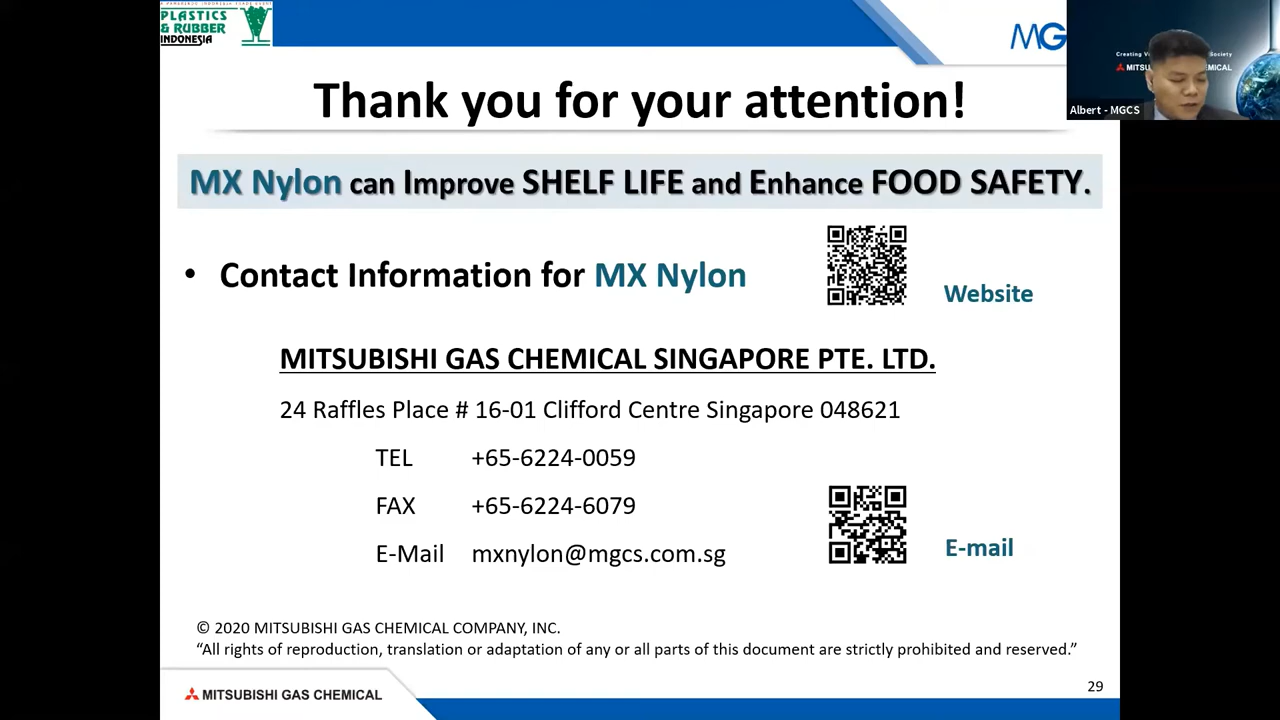 PLASTICS
& RUBBER
INDONESIA
MG
Albert - MGCS
Thank you for your attention!
MX Nylon can Improve SHELF LIFE and Enhance FOOD SAFETY.
• Contact Information for MX Nylon
Website
MITSUBISHI GAS CHEMICAL SINGAPORE PTE. LTD.
24 Raffles Place # 16-01 Clifford Centre Singapore 048621
TEL +65-6224-0059
FAX +65-6224-6079
E-Mail mxnylon@mgcs.com.sg
E-mail
© 2020 MITSUBISHI GAS CHEMICAL COMPANY, INC.
“All rights of reproduction, translation or adaptation of any or all parts of this document are strictly prohibited and reserved.”
MITSUBISHI GAS CHEMICAL
29